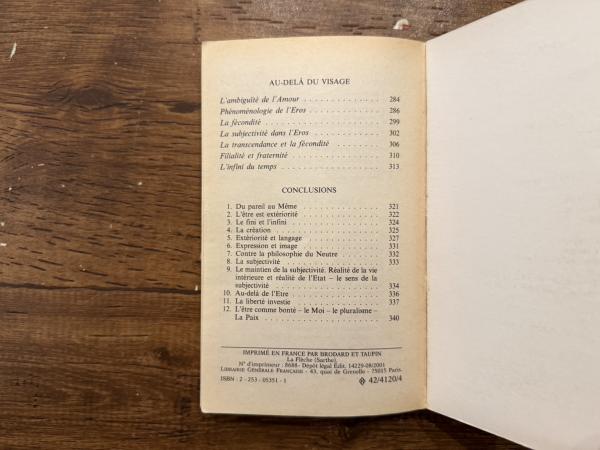 AU-DELÀ DU VISAGE
L'ambiguïté de l'Amour . . . . . . . . . . . . . 284
Phénoménologie de l'Eros . . . . . . . . . . . . 286
La fécondité . . . . . . . . . . . . . . . . . . 299
La subjectivité dans l'Eros . . . . . . . . . . . 302
La transcendance et la fécondité . . . . . . . . 306
Filialité et fraternité . . . . . . . . . . . . . 310
L'infini du temps . . . . . . . . . . . . . . . . 313
CONCLUSIONS
1. Du pareil au Même . . . . . . . . . . . . . . 321
2. L'être est extériorité . . . . . . . . . . . . 322
3. Le fini et l'infini . . . . . . . . . . . . . 324
4. La création . . . . . . . . . . . . . . . . . 325
5. Extériorité et langage . . . . . . . . . . . . 327
6. Expression et image . . . . . . . . . . . . . 331
7. Contre la philosophie du Neutre . . . . . . . 332
8. La subjectivité . . . . . . . . . . . . . . . 333
9. Le maintien de la subjectivité. Réalité de la vie
intérieure et réalité de l'Etat – le sens de la
subjectivité . . . . . . . . . . . . . . . . . . 334
10. Au-delà de l'Etre . . . . . . . . . . . . . . 336
11. La liberté investie . . . . . . . . . . . . . 337
12. L'être comme bonté – le Moi – le pluralisme –
La Paix . . . . . . . . . . . . . . . . . . . . 340
IMPRIMÉ EN FRANCE PAR BRODARD ET TAUPIN
La Flèche (Sarthe).
N° d'imprimeur : 8688- Dépôt légal Édit. 14229-08/2001
LIBRAIRIE GÉNÉRALE FRANÇAISE - 43, quai de Grenelle - 75015 Paris.
ISBN : 2 - 253 - 05351 - 1 42/4120/4